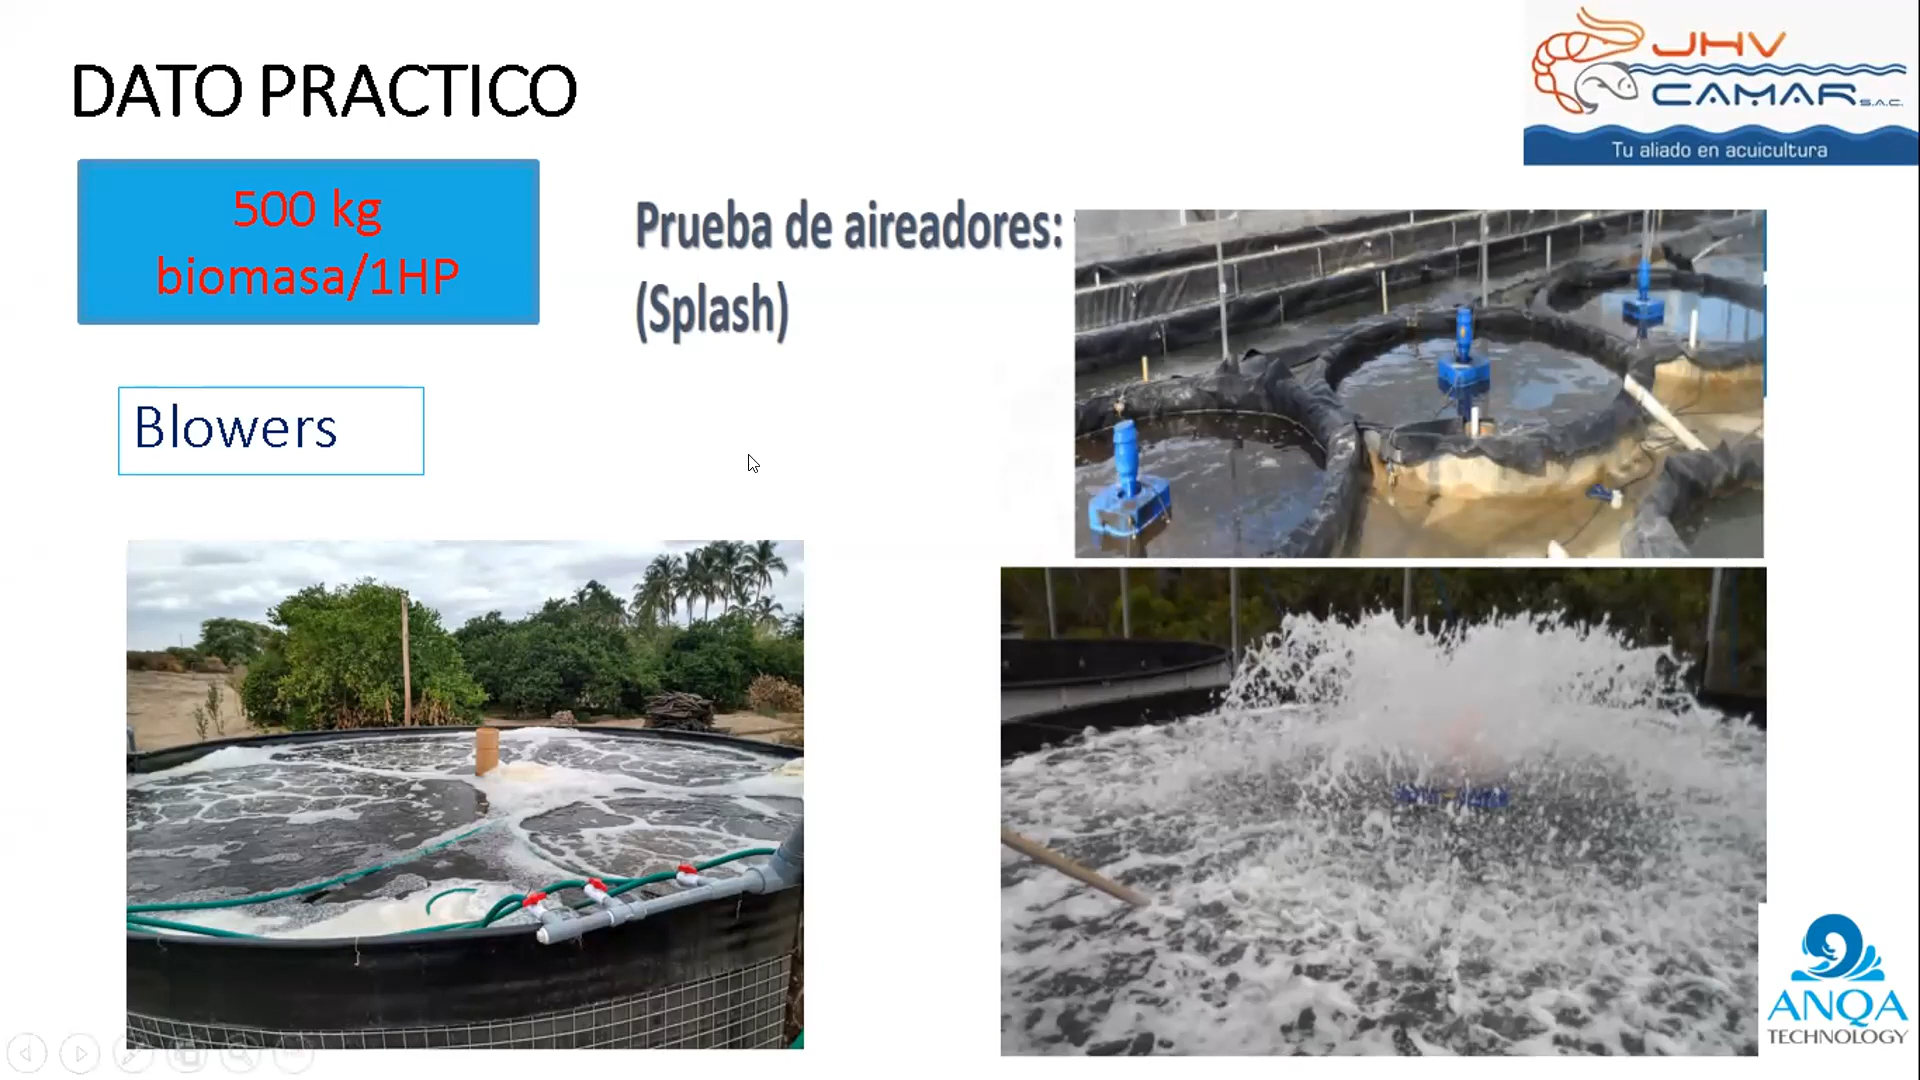 DATO PRACTICO
JHV
CAMAR S.A.C.
Tu aliado en acuicultura
500 kg
biomasa/1HP
Prueba de aireadores:
(Splash)
Blowers
ANQA
TECHNOLOGY